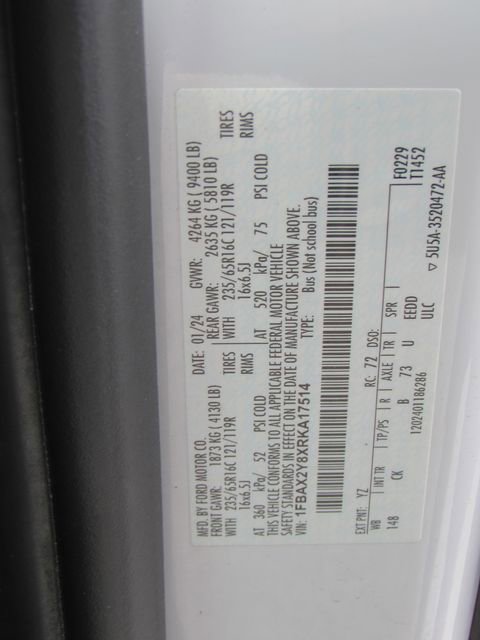 MFD. BY FORD MOTOR CO.
DATE: 01/24 GVWR: 4264 KG ( 9400 LB)
FRONT GAWR: 1873 KG ( 4130 LB) REAR GAWR: 2635 KG ( 5810 LB)
WITH 235/65R16C 121/119R TIRES WITH 235/65R16C 121/119R TIRES
16x6.5J RIMS 16x6.5J RIMS
AT 360 kPa/ 52 PSI COLD AT 520 kPa/ 75 PSI COLD
THIS VEHICLE CONFORMS TO ALL APPLICABLE FEDERAL MOTOR VEHICLE
SAFETY STANDARDS IN EFFECT ON THE DATE OF MANUFACTURE SHOWN ABOVE.
VIN: 1FBAX2Y8XRKA17514 TYPE: Bus (Not school bus)
EXT PNT: YZ RC: 72 DSO: F0229
WB INT TR TP/PS R AXLE TR SPR T1452
148 CK B 73 U EEDD
1202401186286 ULC ▽ 5U5A-3520472-AA